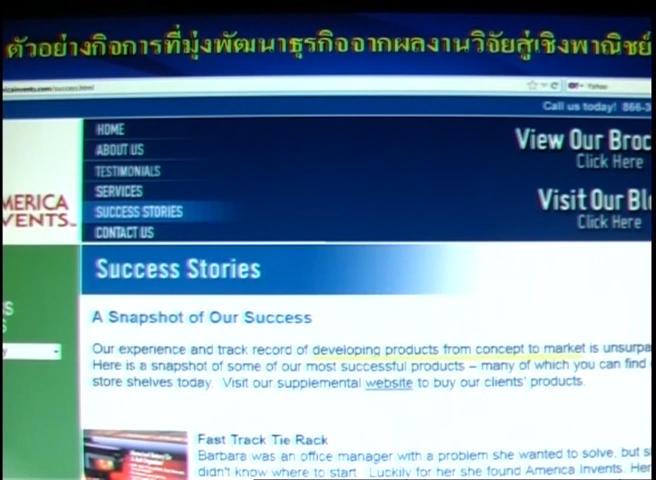 ตัวอย่างกิจการที่มุ่งพัฒนาธุรกิจจากผลงานวิจัยสู่เชิงพาณิชย์
Yahoo
Call us today! 866-3
HOME
ABOUT US
TESTIMONIALS
SERVICES
SUCCESS STORIES
CONTACT US
View Our Broc
Click Here
Visit Our Bl
Click Here
MERICA
VENTS
Success Stories
A Snapshot of Our Success
Our experience and track record of developing products from concept to market is unsurpa
Here is a snapshot of some of our most successful products – many of which you can find
store shelves today. Visit our supplemental website to buy our clients' products.
Fast Track Tie Rack
Barbara was an office manager with a problem she wanted to solve, but s
didn't know where to start. Luckily for her she found America Invents. Her